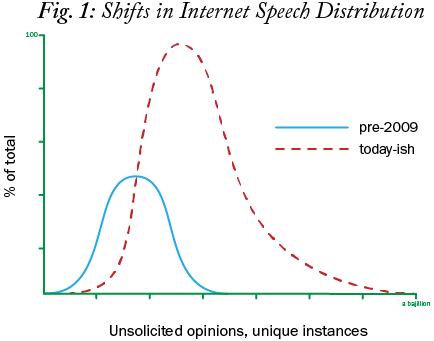 Fig. 1: Shifts in Internet Speech Distribution
100
% of total
pre-2009
today-ish
a bajillion
Unsolicited opinions, unique instances